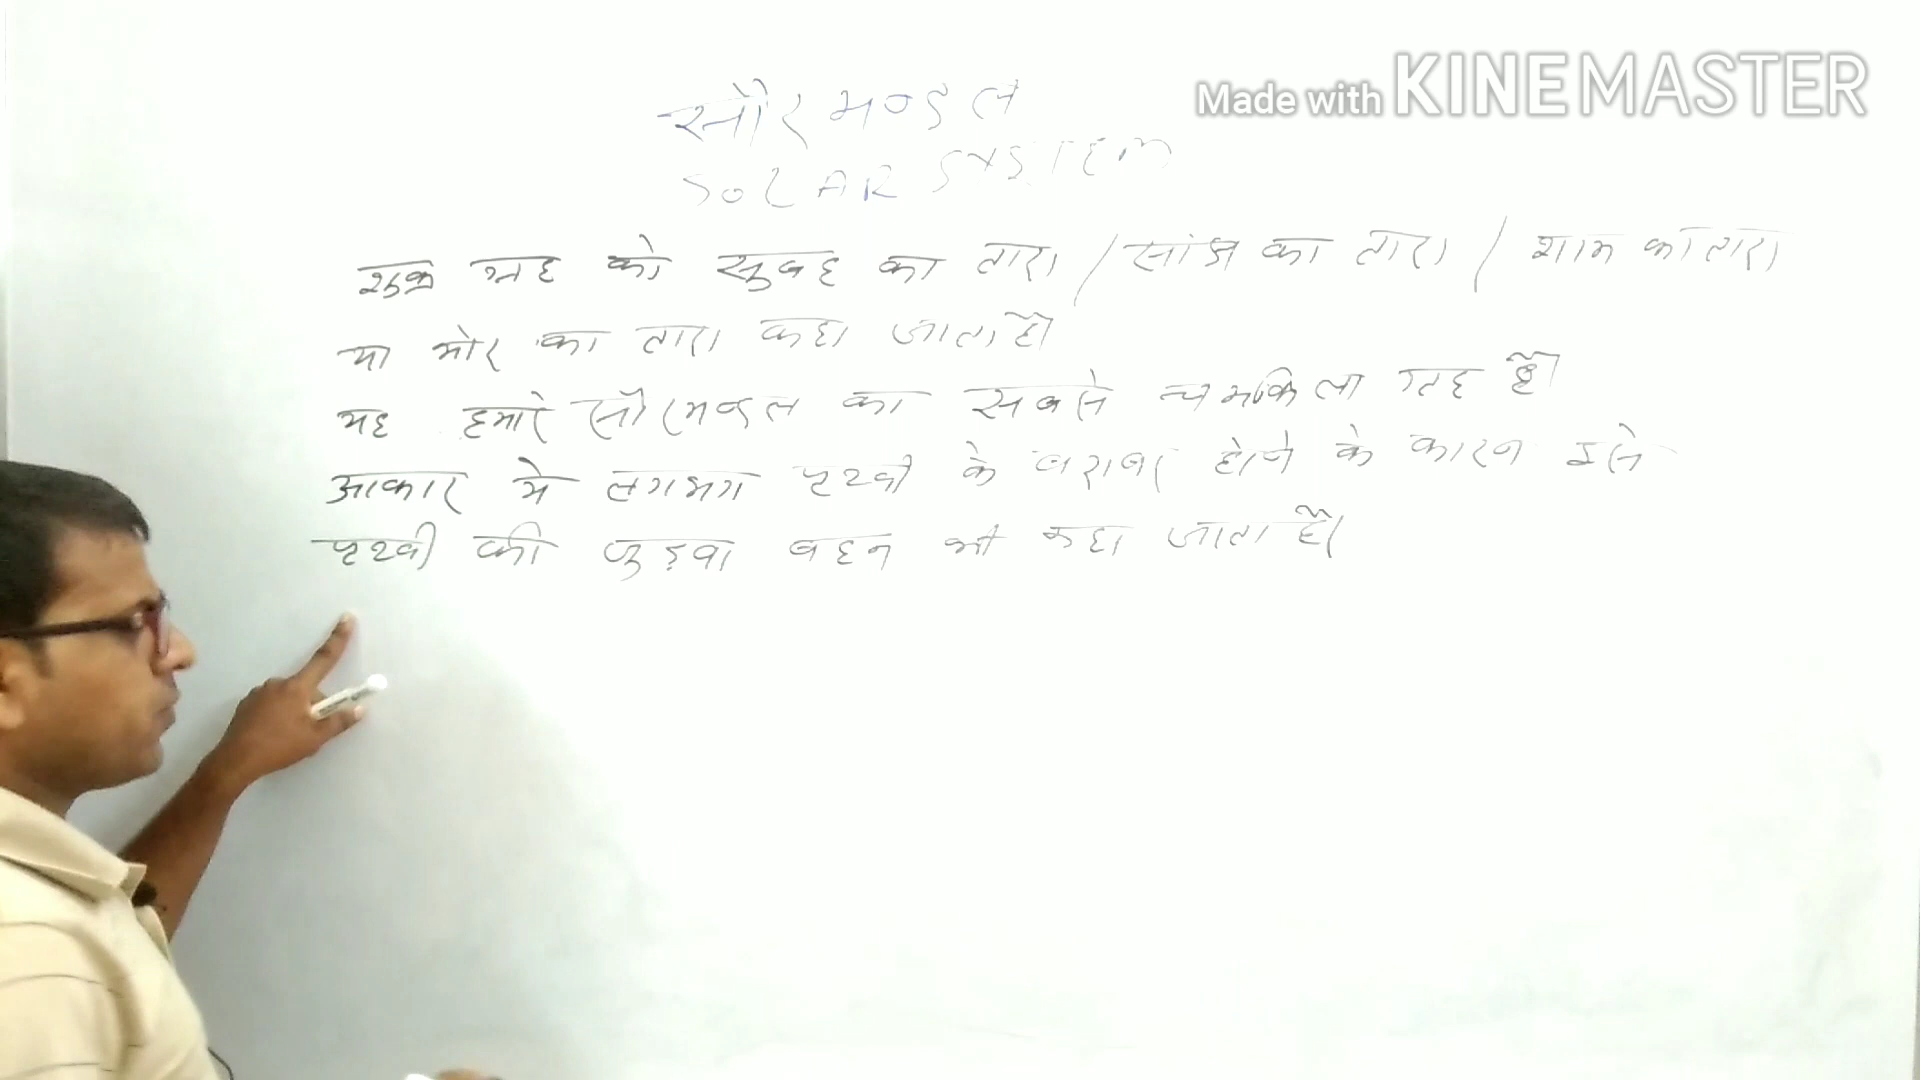 Made with KINEMASTER
सौरमण्डल
SOLAR SYSTEM
शुक्र ग्रह को सुबह का तारा / सांझ का तारा / शाम का तारा
या भोर का तारा कहा जाता है।
यह हमारे सौरमण्डल का सबसे चमकिला ग्रह है।
आकार मे लगभग पृथ्वी के बराबर होने के कारन इसे
पृथ्वी की जुड़वा बहन भी कहा जाता है।